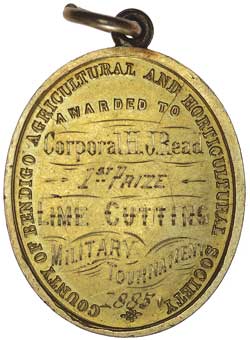 COUNTY OF BENDIGO AGRICULTURAL AND HORTICULTURAL SOCIETY
AWARDED TO
Corporal H.J. Read
1ST PRIZE
LIME CUTTING
MILITARY
TOURNAMENT
1885